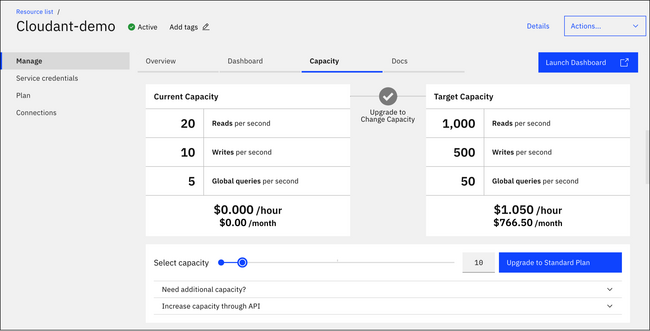 Resource list /
Cloudant-demo
Active
Add tags
Details
Actions...
Manage
Service credentials
Plan
Connections
Overview
Dashboard
Capacity
Docs
Launch Dashboard
Current Capacity
20 Reads per second
10 Writes per second
5 Global queries per second
$0.000 /hour
$0.00 /month
Upgrade to
Change Capacity
Target Capacity
1,000 Reads per second
500 Writes per second
50 Global queries per second
$1.050 /hour
$766.50 /month
Select capacity
10
Upgrade to Standard Plan
Need additional capacity?
Increase capacity through API